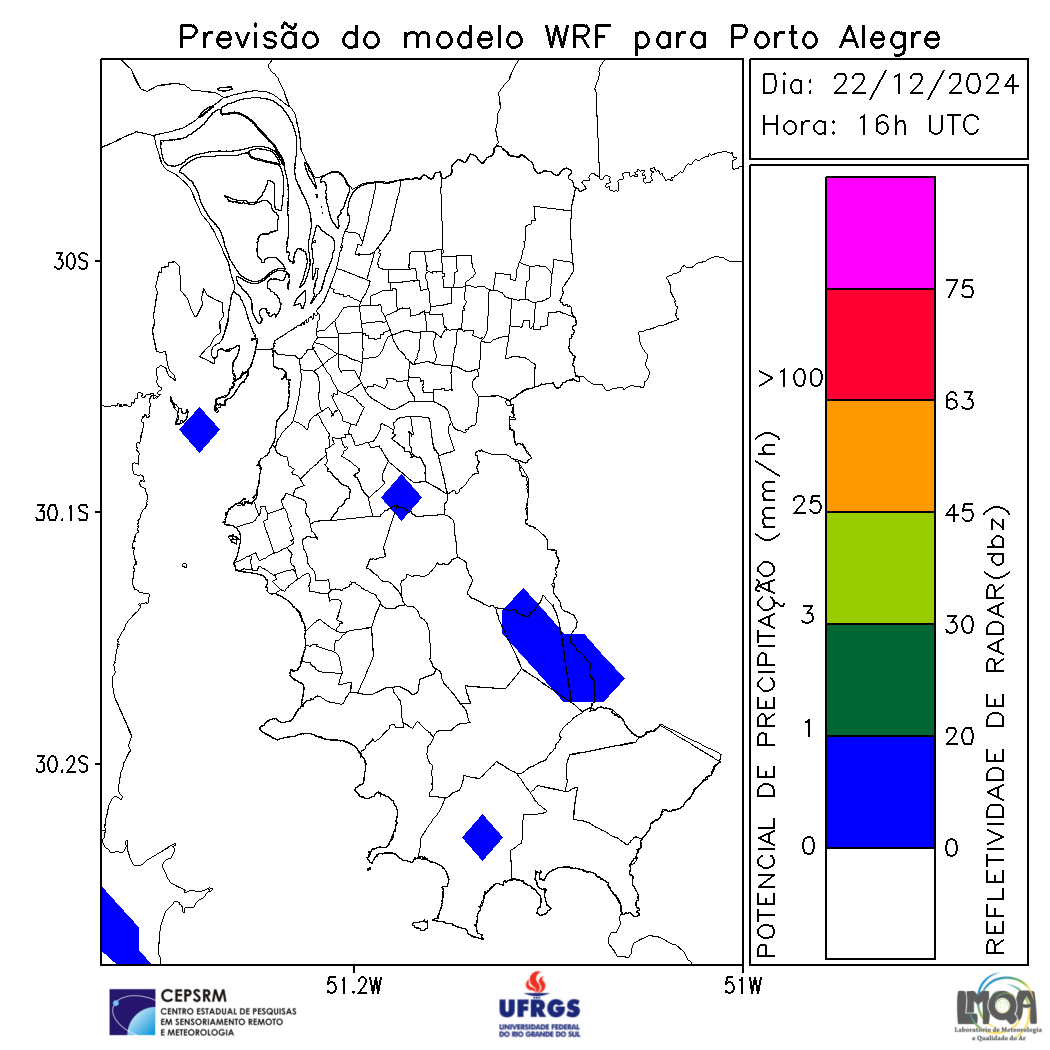 Previsão do modelo WRF para Porto Alegre
Dia: 22/12/2024
Hora: 16h UTC
30S
30.1S
30.2S
51.2W
51W
POTENCIAL DE PRECIPITAÇÃO (mm/h)
>100
25
3
1
0
75
63
45
30
20
0
REFLETIVIDADE DE RADAR(dbz)
CEPSRM
CENTRO ESTADUAL DE PESQUISAS
EM SENSORIAMENTO REMOTO
E METEOROLOGIA
UFRGS
UNIVERSIDADE FEDERAL
DO RIO GRANDE DO SUL
LMQA
Laboratório de Meteorologia
e Qualidade do Ar